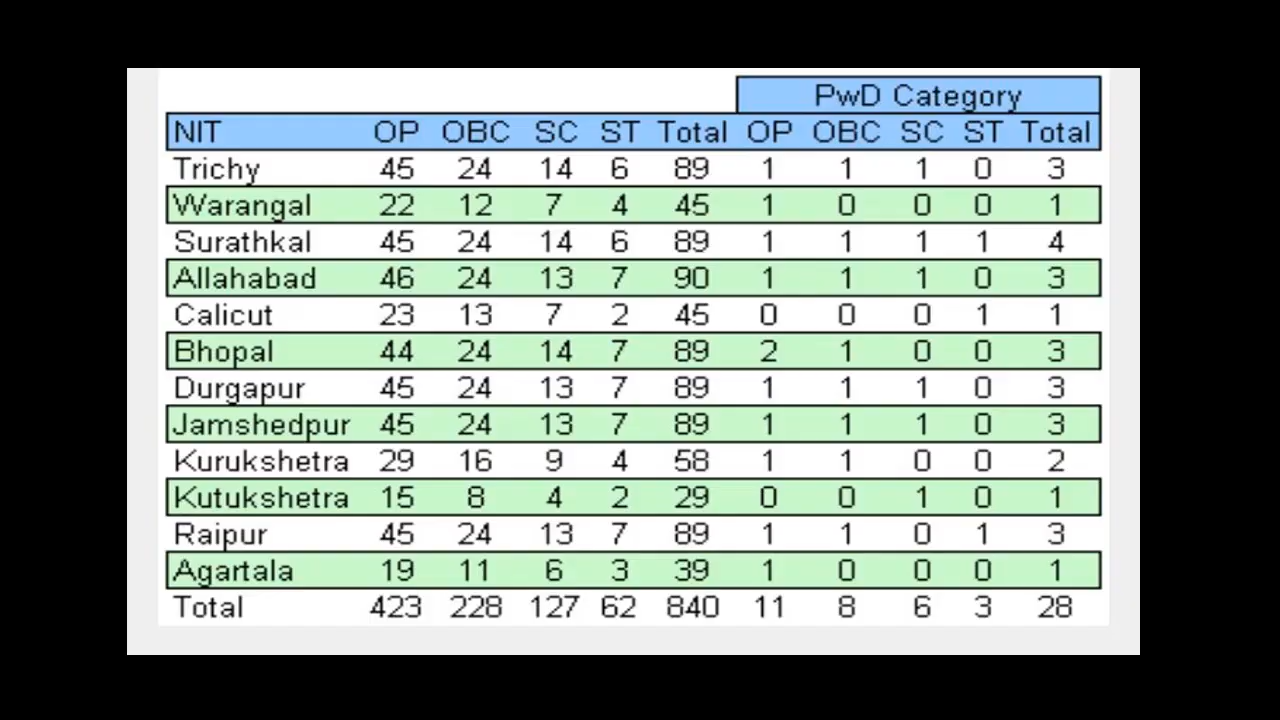 PwD Category
NIT OP OBC SC ST Total OP OBC SC ST Total
Trichy 45 24 14 6 89 1 1 1 0 3
Warangal 22 12 7 4 45 1 0 0 0 1
Surathkal 45 24 14 6 89 1 1 1 1 4
Allahabad 46 24 13 7 90 1 1 1 0 3
Calicut 23 13 7 2 45 0 0 0 1 1
Bhopal 44 24 14 7 89 2 1 0 0 3
Durgapur 45 24 13 7 89 1 1 1 0 3
Jamshedpur 45 24 13 7 89 1 1 1 0 3
Kurukshetra 29 16 9 4 58 1 1 0 0 2
Kutukshetra 15 8 4 2 29 0 0 1 0 1
Raipur 45 24 13 7 89 1 1 0 1 3
Agartala 19 11 6 3 39 1 0 0 0 1
Total 423 228 127 62 840 11 8 6 3 28